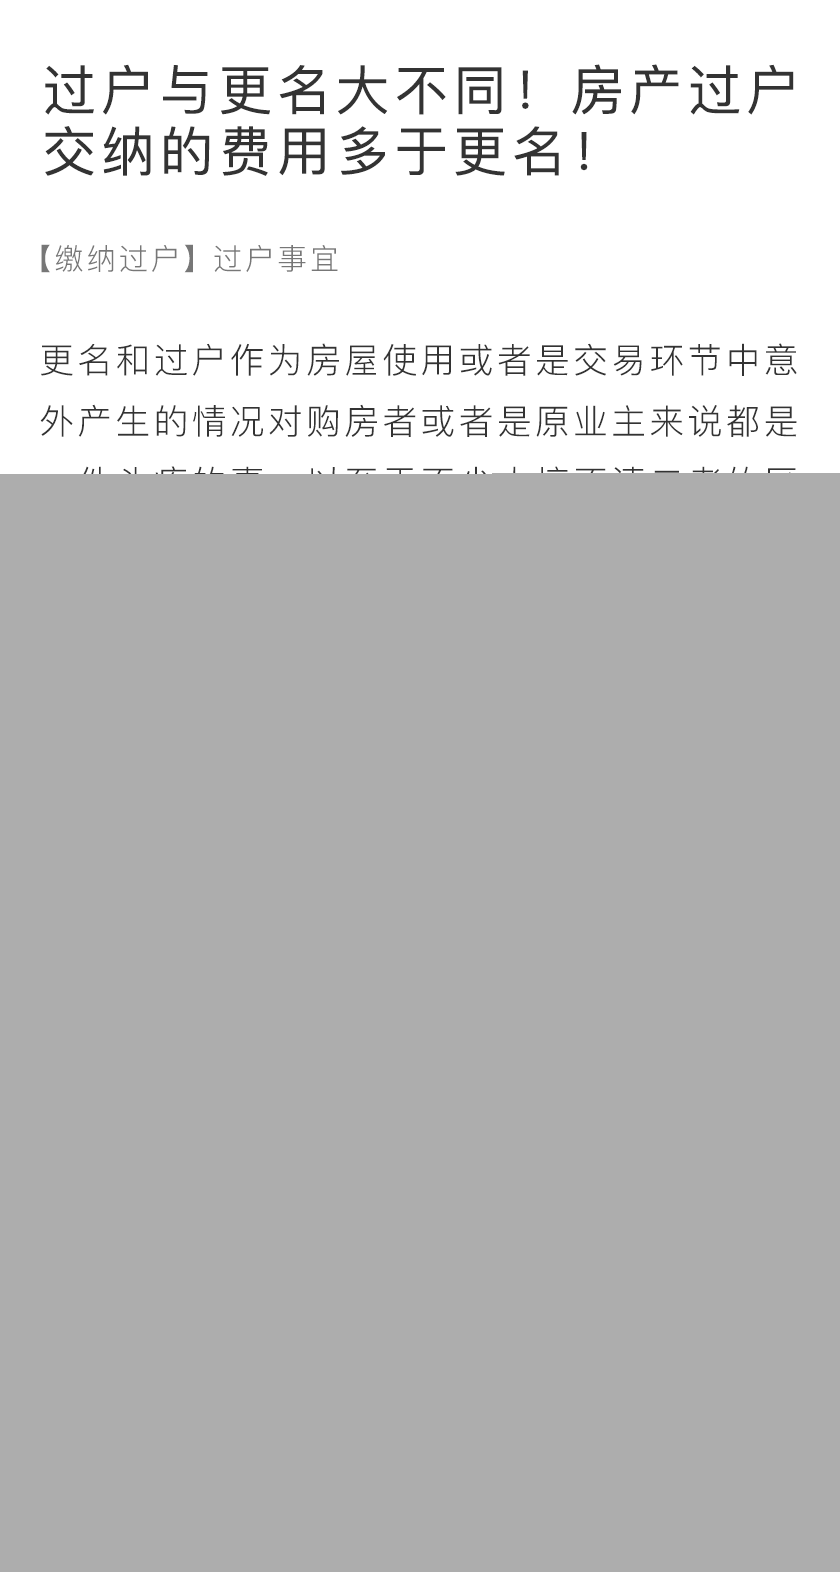 过户与更名大不同！房产过户
交纳的费用多于更名！
【缴纳过户】过户事宜
更名和过户作为房屋使用或者是交易环节中意
外产生的情况对购房者或者是原业主来说都是